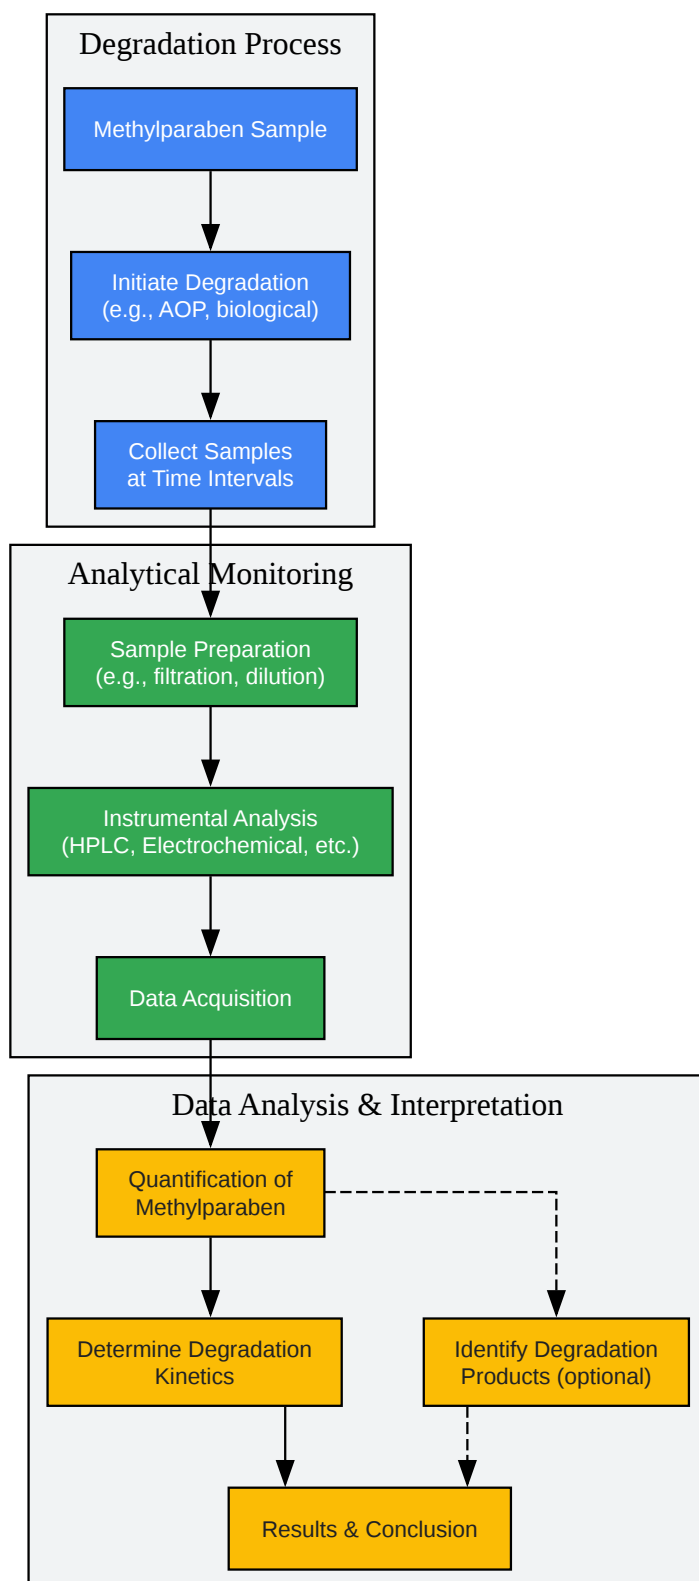 Degradation Process
Methylparaben Sample
Initiate Degradation
(e.g., AOP, biological)
Collect Samples
at Time Intervals
Analytical Monitoring
Sample Preparation
(e.g., filtration, dilution)
Instrumental Analysis
(HPLC, Electrochemical, etc.)
Data Acquisition
Data Analysis & Interpretation
Quantification of
Methylparaben
Determine Degradation
Kinetics
Identify Degradation
Products (optional)
Results & Conclusion